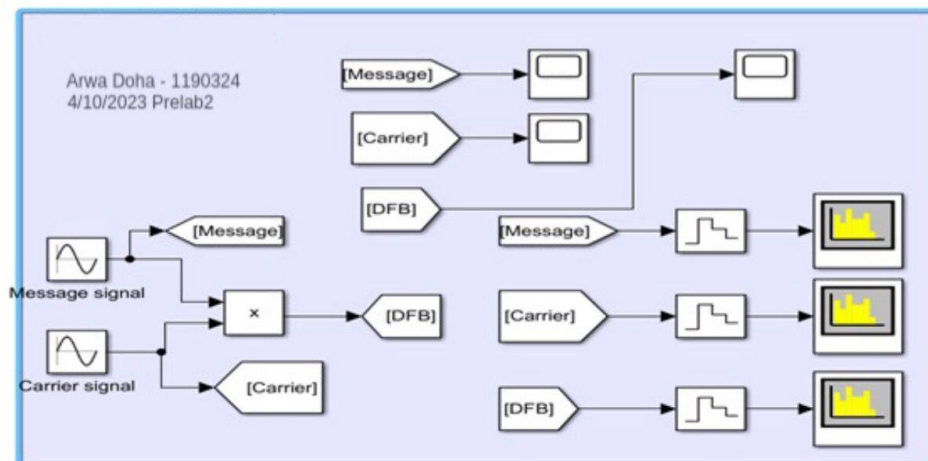 Arwa Doha - 1190324
4/10/2023 Prelab2
[Message]
[Carrier]
[DFB]
[Message]
[Message]
Message signal
×
[DFB]
[Carrier]
Carrier signal
[Carrier]
[DFB]